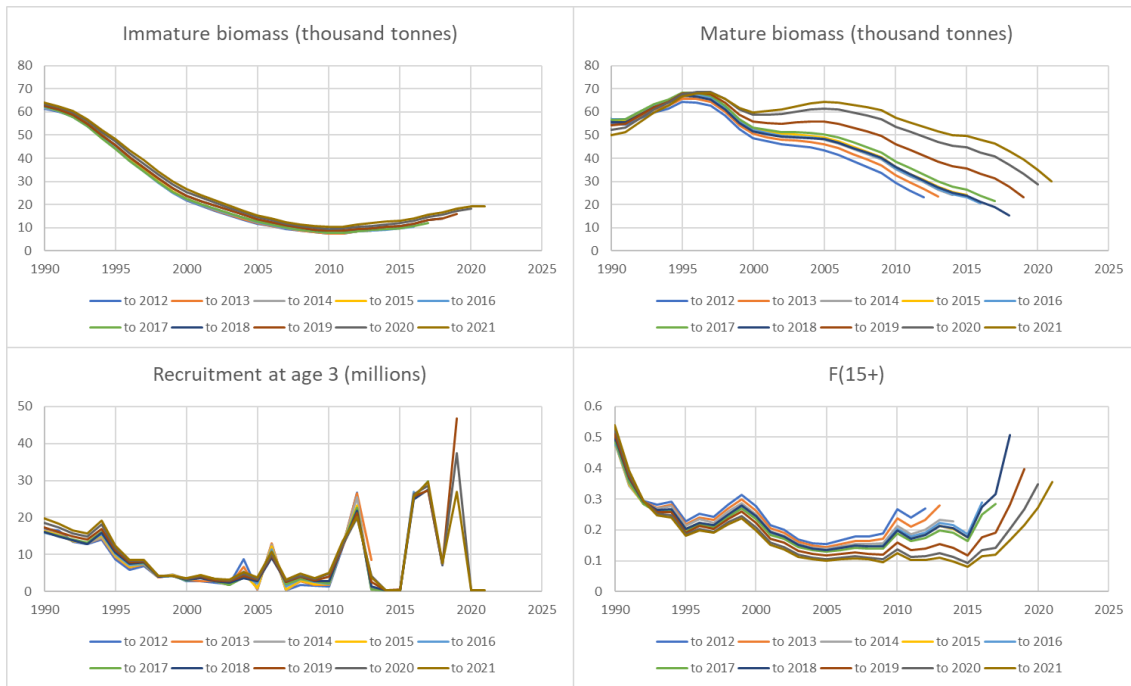 Immature biomass (thousand tonnes)
80
70
60
50
40
30
20
10
0
1990 1995 2000 2005 2010 2015 2020 2025
to 2012 to 2013 to 2014 to 2015 to 2016
to 2017 to 2018 to 2019 to 2020 to 2021
Mature biomass (thousand tonnes)
80
70
60
50
40
30
20
10
0
1990 1995 2000 2005 2010 2015 2020 2025
to 2012 to 2013 to 2014 to 2015 to 2016
to 2017 to 2018 to 2019 to 2020 to 2021
Recruitment at age 3 (millions)
50
40
30
20
10
0
1990 1995 2000 2005 2010 2015 2020 2025
to 2012 to 2013 to 2014 to 2015 to 2016
to 2017 to 2018 to 2019 to 2020 to 2021
F(15+)
0.6
0.5
0.4
0.3
0.2
0.1
0
1990 1995 2000 2005 2010 2015 2020 2025
to 2012 to 2013 to 2014 to 2015 to 2016
to 2017 to 2018 to 2019 to 2020 to 2021